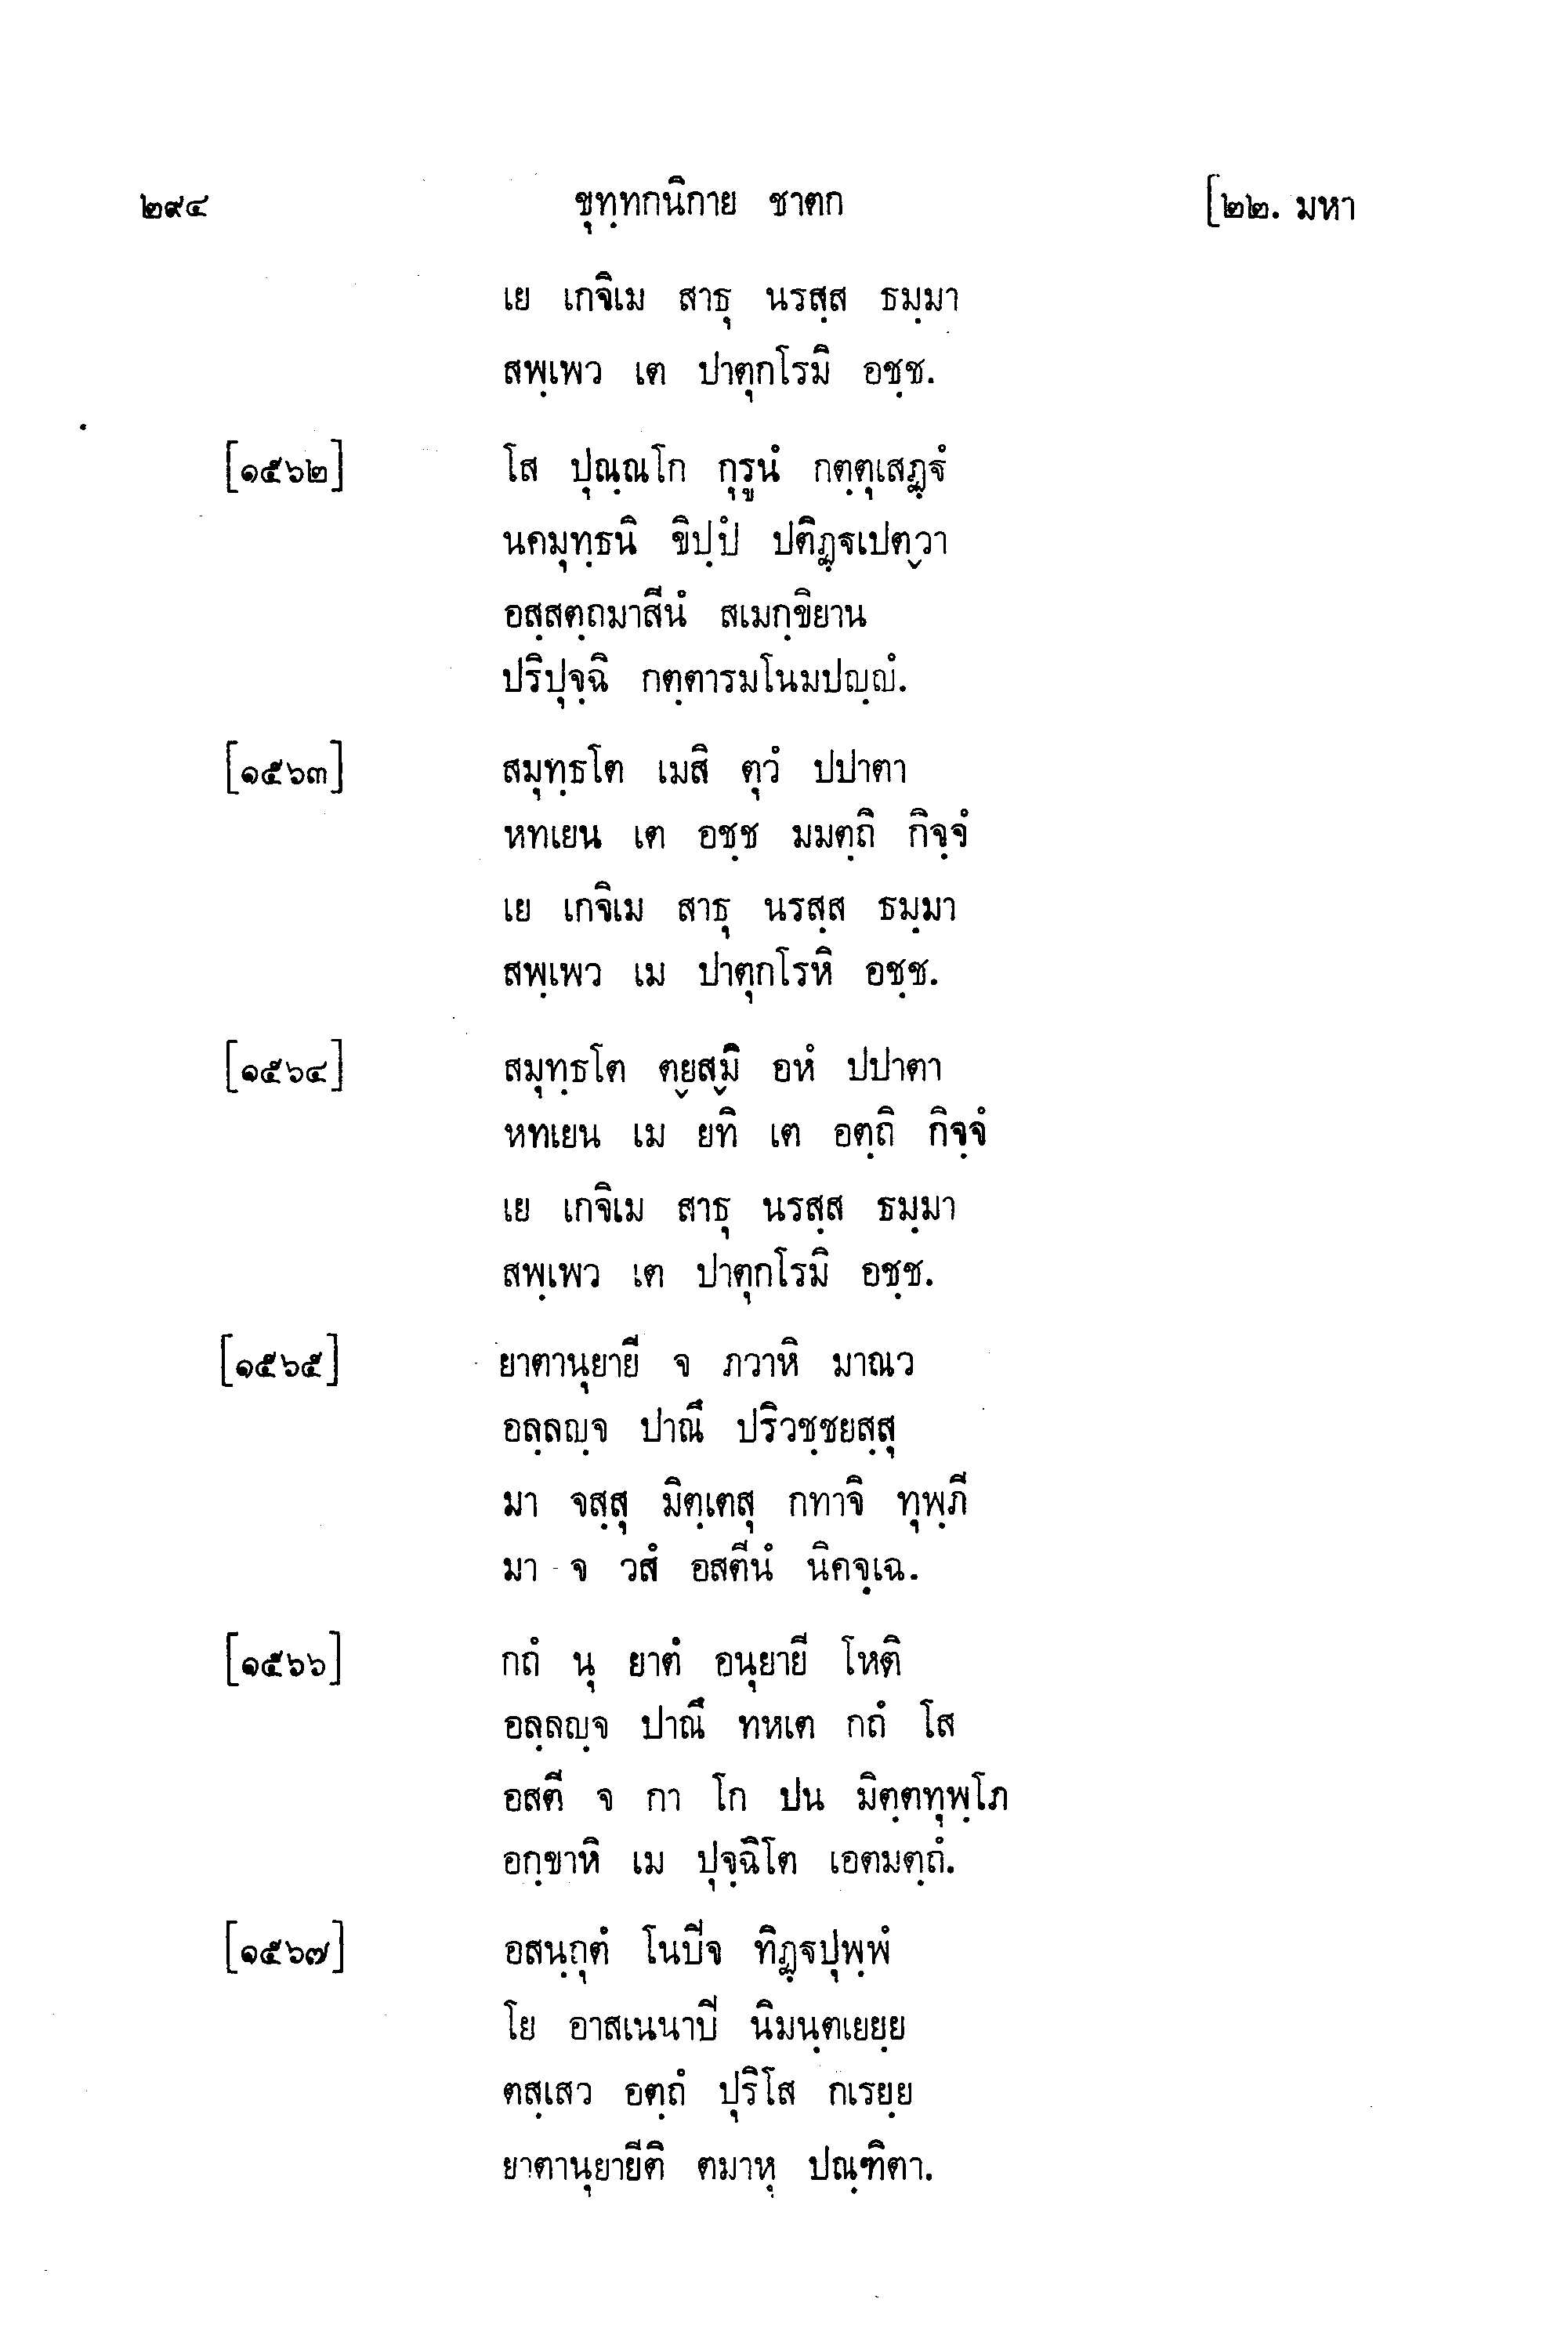 ๒๙๔ ขุทฺทกนิกาย ชาตก [๒๒. มหา
เย เกจิเม สาธุ นรสฺส ธมฺมา
สพฺเพว เต ปาตุกโรมิ อชฺช.
[๑๕๖๒] โส ปุณฺณโก กุรูนํ กตฺตุเสฏฺฐํ
นคมุทฺธนิ ขิปฺปํ ปติฏฺฐเปตฺวา
อสฺสตฺถมาสีนํ สเมกฺขิยาน
ปริปุจฺฉิ กตฺตารมโนมปญฺญํ.
[๑๕๖๓] สมุทฺธโต เมสิ ตุวํ ปปาตา
หทเยน เต อชฺช มมตฺถิ กิจฺจํ
เย เกจิเม สาธุ นรสฺส ธมฺมา
สพฺเพว เม ปาตุกโรหิ อชฺช.
[๑๕๖๔] สมุทฺธโต ตฺยสฺมิ อหํ ปปาตา
หทเยน เม ยทิ เต อตฺถิ กิจฺจํ
เย เกจิเม สาธุ นรสฺส ธมฺมา
สพฺเพว เต ปาตุกโรมิ อชฺช.
[๑๕๖๕] ยาตานุยายี จ ภวาหิ มาณว
อลฺลญฺจ ปาณึ ปริวชฺชยสฺสุ
มา จสฺสุ มิตฺเตสุ กทาจิ ทุพฺภี
มา จ วสํ อสตีนํ นิคจฺเฉ.
[๑๕๖๖] กถํ นุ ยาตํ อนุยายี โหติ
อลฺลญฺจ ปาณึ ทหเต กถํ โส
อสตี จ กา โก ปน มิตฺตทุพฺโภ
อกฺขาหิ เม ปุจฺฉิโต เอตมตฺถํ.
[๑๕๖๗] อสนฺถุตํ โนปิจ ทิฏฺฐปุพฺพํ
โย อาสเนนาปิ นิมนฺตเยยฺย
ตสฺเสว อตฺถํ ปุริโส กเรยฺย
ยาตานุยายีติ ตมาหุ ปณฺฑิตา.